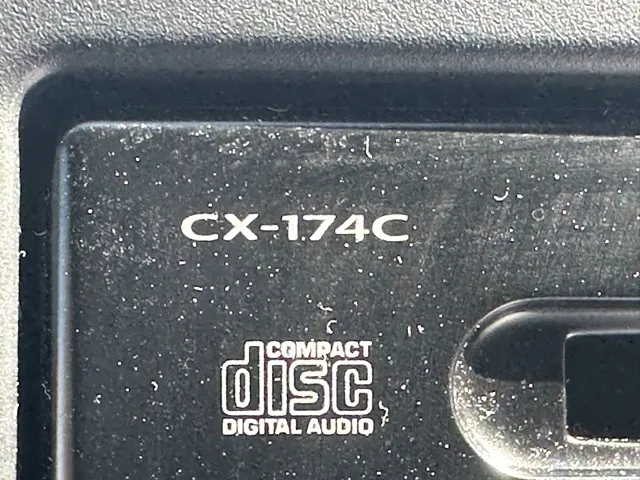 CX-174C
COMPACT
disc
DIGITAL AUDIO